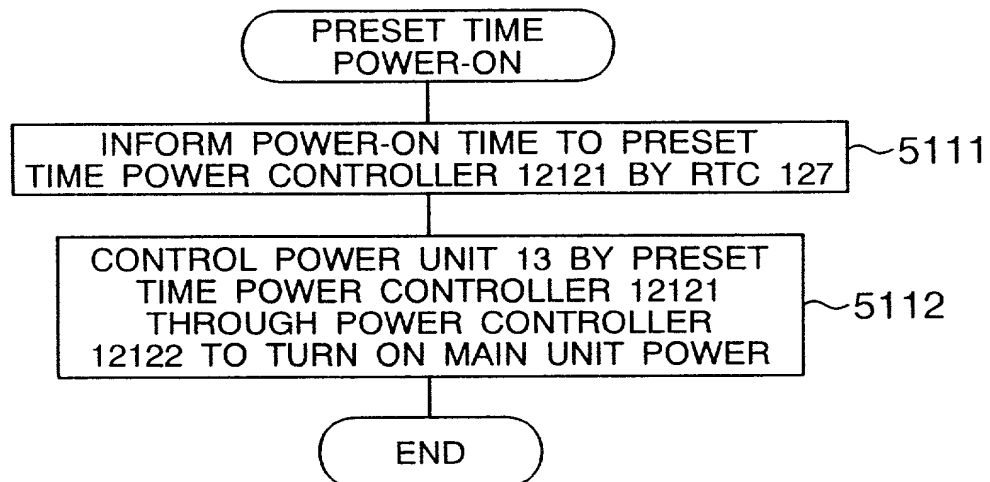 PRESET TIME
POWER-ON
INFORM POWER-ON TIME TO PRESET
TIME POWER CONTROLLER 12121 BY RTC 127
5111
CONTROL POWER UNIT 13 BY PRESET
TIME POWER CONTROLLER 12121
THROUGH POWER CONTROLLER
12122 TO TURN ON MAIN UNIT POWER
5112
END